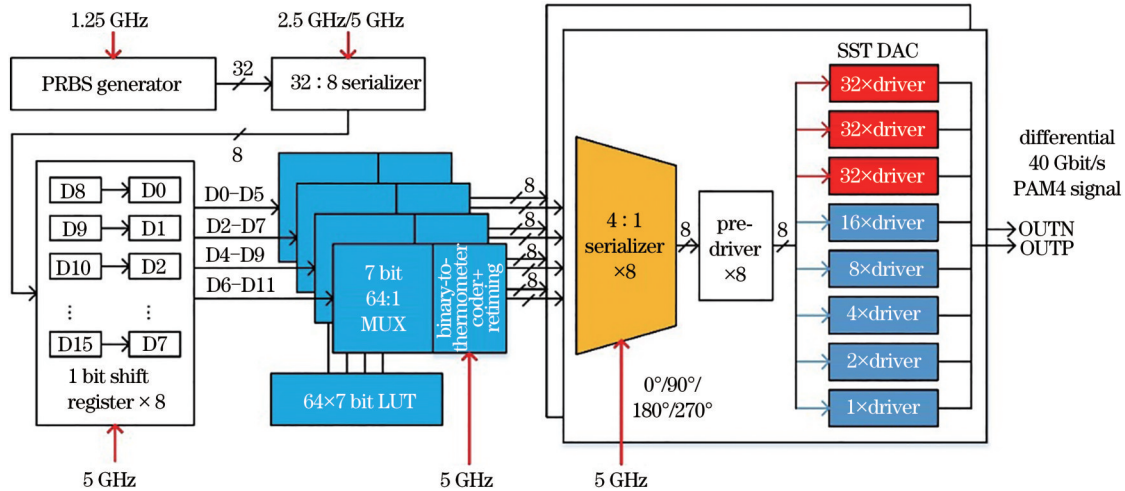 1.25 GHz
2.5 GHz/5 GHz
PRBS generator
32
32 : 8 serializer
8
D8
D0
D9
D1
D10
D2
⋮
⋮
D15
D7
1 bit shift
register × 8
5 GHz
D0–D5
D2–D7
D4–D9
D6–D11
7 bit
64:1
MUX
binary-to-
thermometer
coder+
retiming
64×7 bit LUT
5 GHz
8
8
8
8
4 : 1
serializer
×8
0°/90°/
180°/270°
5 GHz
8
pre-
driver
×8
8
SST DAC
32×driver
32×driver
32×driver
16×driver
8×driver
4×driver
2×driver
1×driver
differential
40 Gbit/s
PAM4 signal
OUTN
OUTP